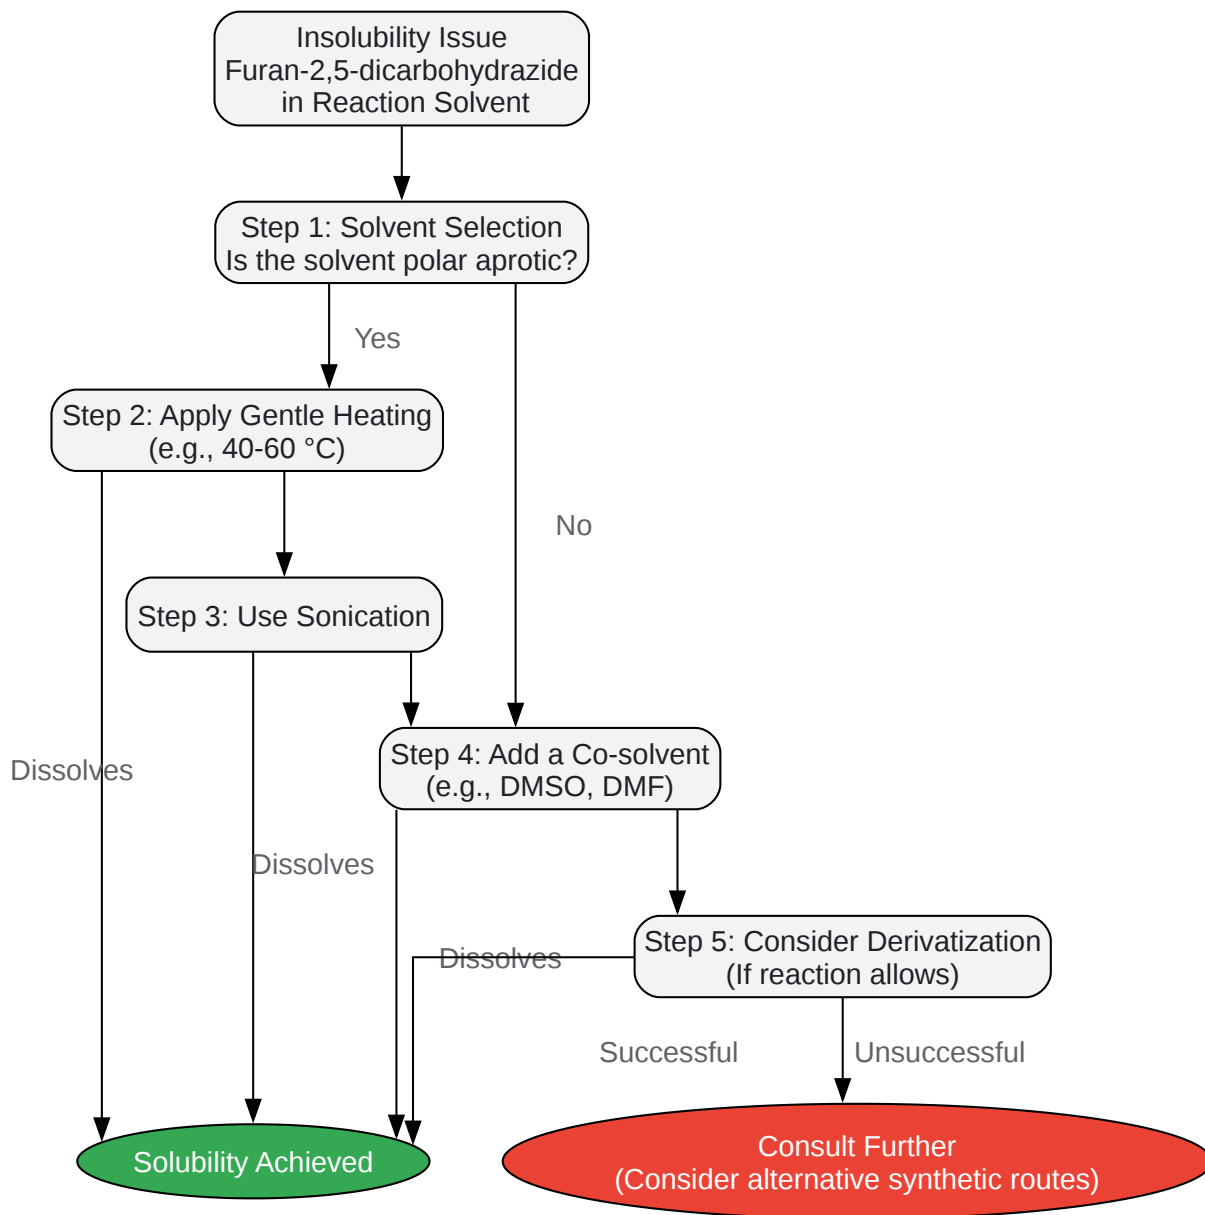 Insolubility Issue
Furan-2,5-dicarbohydrazide
in Reaction Solvent
Step 1: Solvent Selection
Is the solvent polar aprotic?
Yes
Step 2: Apply Gentle Heating
(e.g., 40-60 °C)
No
Step 3: Use Sonication
Step 4: Add a Co-solvent
(e.g., DMSO, DMF)
Dissolves
Dissolves
Step 5: Consider Derivatization
(If reaction allows)
Dissolves
Successful
Unsuccessful
Solubility Achieved
Consult Further
(Consider alternative synthetic routes)